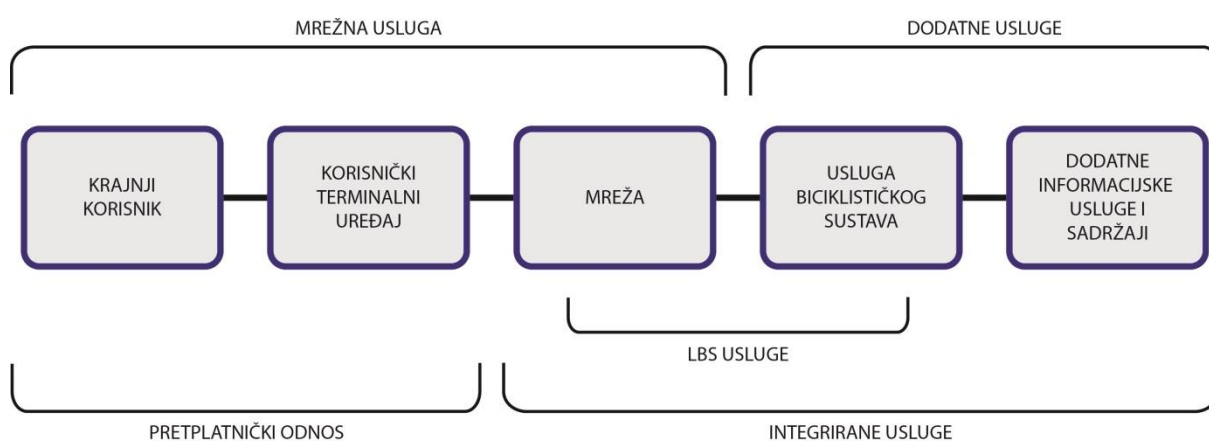 MREŽNA USLUGA
DODATNE USLUGE
KRAJNJI
KORISNIK
KORISNIČKI
TERMINALNI
UREĐAJ
MREŽA
USLUGA
BICIKLISTIČKOG
SUSTAVA
DODATNE
INFORMACIJSKE
USLUGE I
SADRŽAJI
LBS USLUGE
PRETPLATNIČKI ODNOS
INTEGRIRANE USLUGE